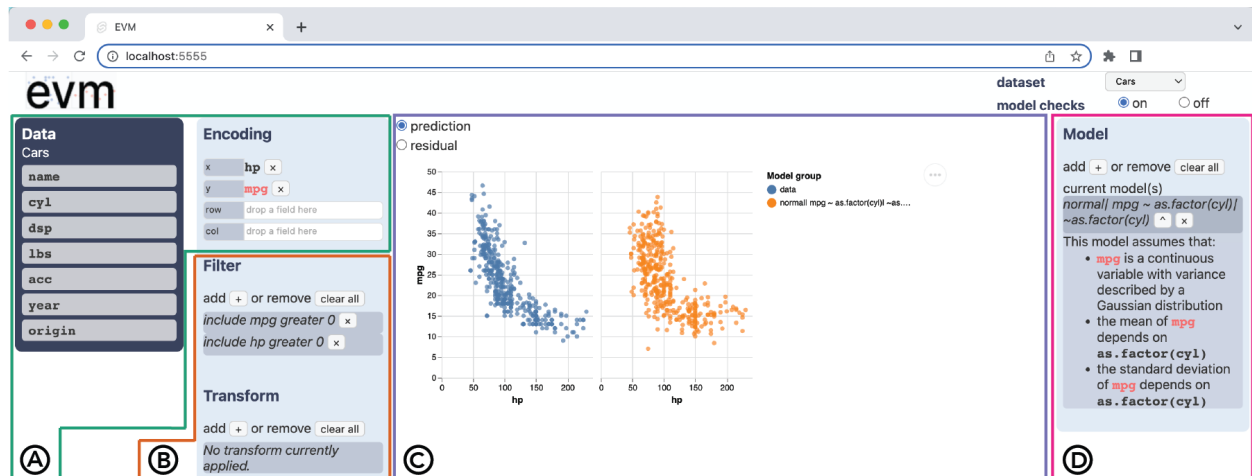 EVM
localhost:5555
evm
dataset
Cars
model checks
on
off
Data
Cars
name
cyl
dsp
lbs
acc
year
origin
Encoding
x hp ×
y mpg ×
row drop a field here
col drop a field here
Filter
add + or remove clear all
include mpg greater 0 ×
include hp greater 0 ×
Transform
add + or remove clear all
No transform currently
applied.
A
B
prediction
residual
50
45
40
35
30
25
20
15
10
5
0
mpg
0 50 100 150 200
hp
0 50 100 150 200
hp
Model group
data
normal| mpg ~ as.factor(cyl)| ~as....
C
Model
add + or remove clear all
current model(s)
normal| mpg ~ as.factor(cyl)|
~as.factor(cyl) ^ ×
This model assumes that:
• mpg is a continuous
variable with variance
described by a
Gaussian distribution
• the mean of mpg
depends on
as.factor(cyl)
• the standard deviation
of mpg depends on
as.factor(cyl)
D